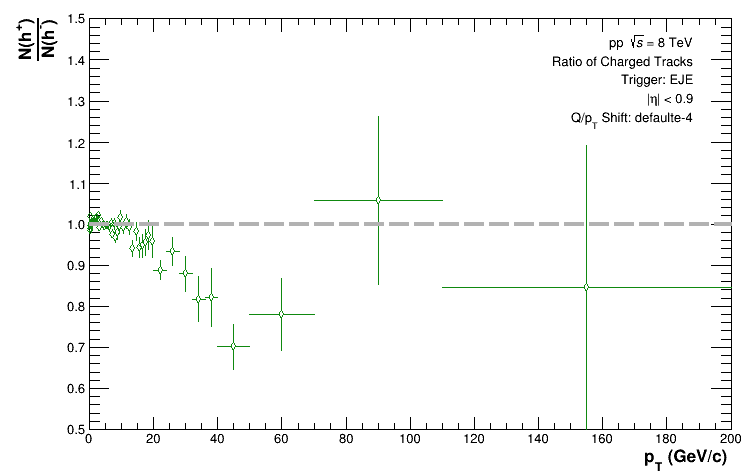 N(h⁺)
N(h⁻)
1.5
1.4
1.3
1.2
1.1
1.0
0.9
0.8
0.7
0.6
0.5
pp √s = 8 TeV
Ratio of Charged Tracks
Trigger: EJE
|η| < 0.9
Q/p_T Shift: defaulte-4
0 20 40 60 80 100 120 140 160 180 200
p_T (GeV/c)